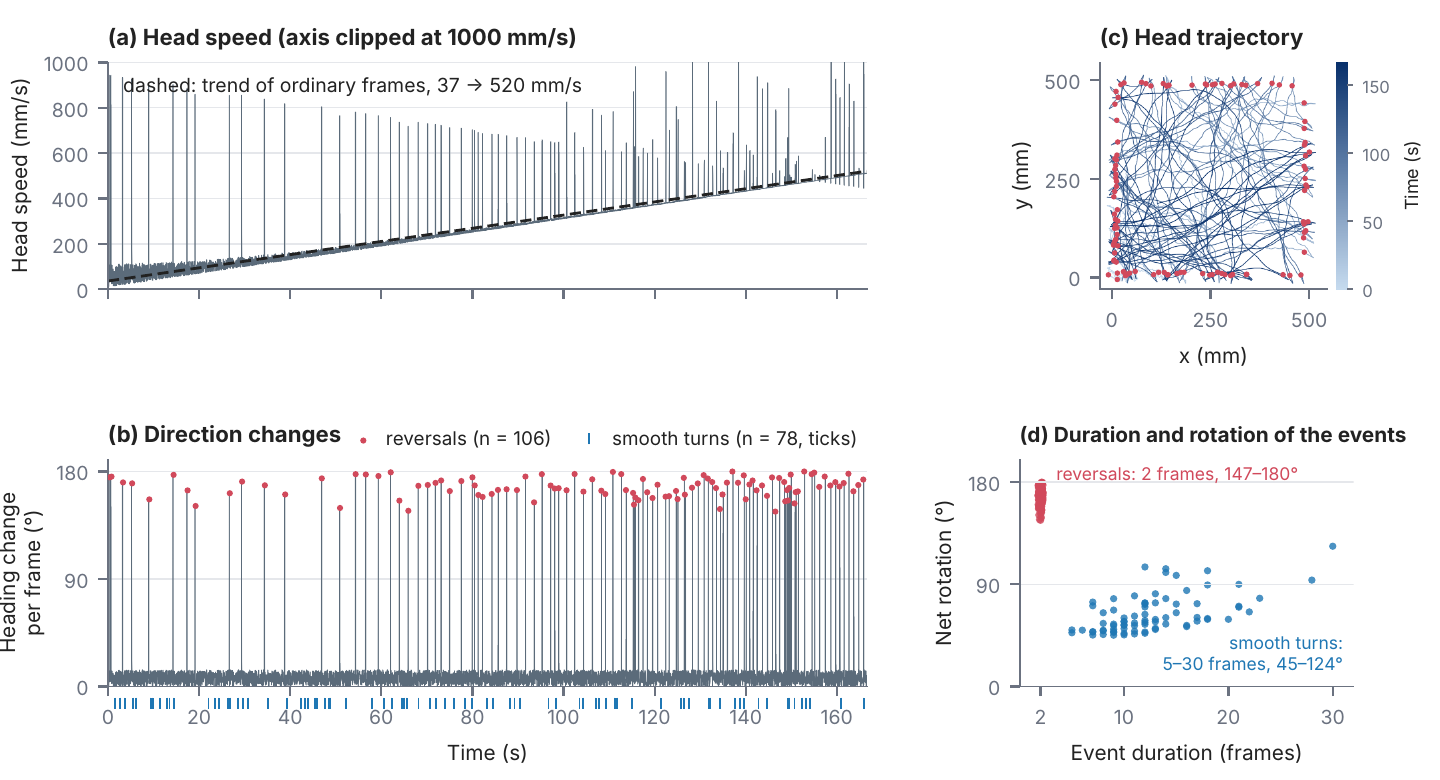 (a) Head speed (axis clipped at 1000 mm/s)
dashed: trend of ordinary frames, 37 → 520 mm/s
Head speed (mm/s)
1000
800
600
400
200
0
(c) Head trajectory
y (mm)
500
250
0
0 250 500
x (mm)
150
100
50
0
Time (s)
(b) Direction changes
reversals (n = 106)
smooth turns (n = 78, ticks)
Heading change
per frame (°)
180
90
0
0 20 40 60 80 100 120 140 160
Time (s)
(d) Duration and rotation of the events
reversals: 2 frames, 147–180°
Net rotation (°)
180
90
0
smooth turns:
5–30 frames, 45–124°
2 10 20 30
Event duration (frames)